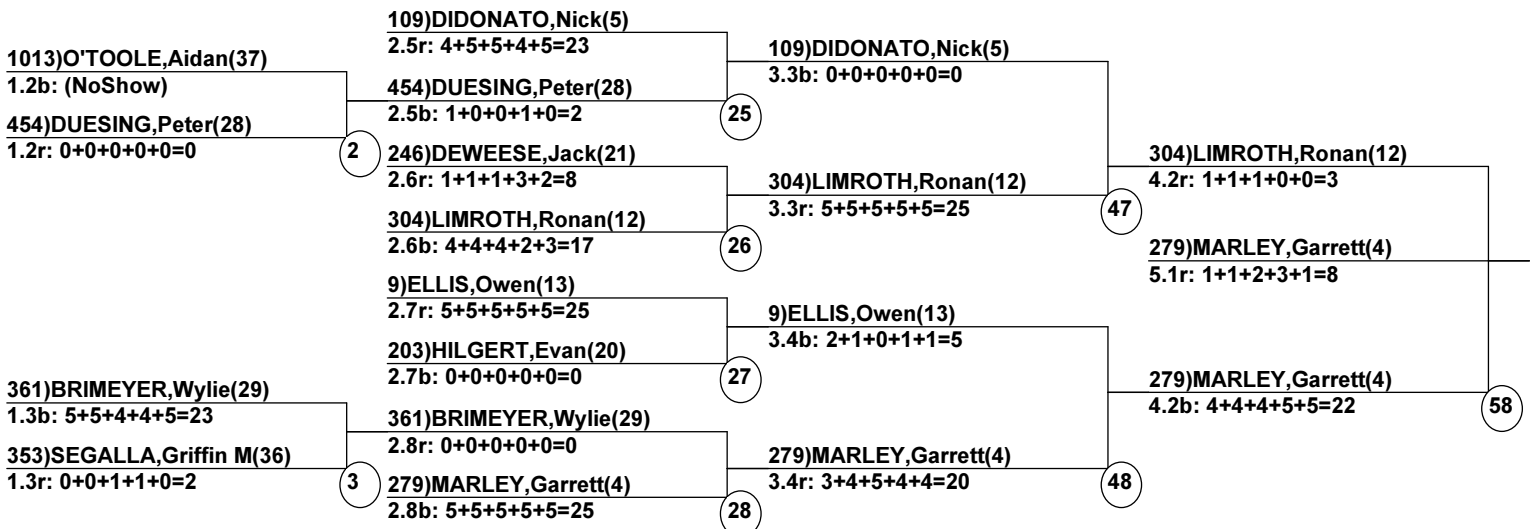 1013)O'TOOLE,Aidan(37)
1.2b: (NoShow)
454)DUESING,Peter(28)
1.2r: 0+0+0+0+0=0
2
361)BRIMEYER,Wylie(29)
1.3b: 5+5+4+4+5=23
353)SEGALLA,Griffin M(36)
1.3r: 0+0+1+1+0=2
3
109)DIDONATO,Nick(5)
2.5r: 4+5+5+4+5=23
454)DUESING,Peter(28)
2.5b: 1+0+0+1+0=2
25
246)DEWEESE,Jack(21)
2.6r: 1+1+1+3+2=8
304)LIMROTH,Ronan(12)
2.6b: 4+4+4+2+3=17
26
9)ELLIS,Owen(13)
2.7r: 5+5+5+5+5=25
203)HILGERT,Evan(20)
2.7b: 0+0+0+0+0=0
27
361)BRIMEYER,Wylie(29)
2.8r: 0+0+0+0+0=0
279)MARLEY,Garrett(4)
2.8b: 5+5+5+5+5=25
28
109)DIDONATO,Nick(5)
3.3b: 0+0+0+0+0=0
304)LIMROTH,Ronan(12)
3.3r: 5+5+5+5+5=25
47
9)ELLIS,Owen(13)
3.4b: 2+1+0+1+1=5
279)MARLEY,Garrett(4)
3.4r: 3+4+5+4+4=20
48
304)LIMROTH,Ronan(12)
4.2r: 1+1+1+0+0=3
279)MARLEY,Garrett(4)
5.1r: 1+1+2+3+1=8
279)MARLEY,Garrett(4)
4.2b: 4+4+4+5+5=22
58